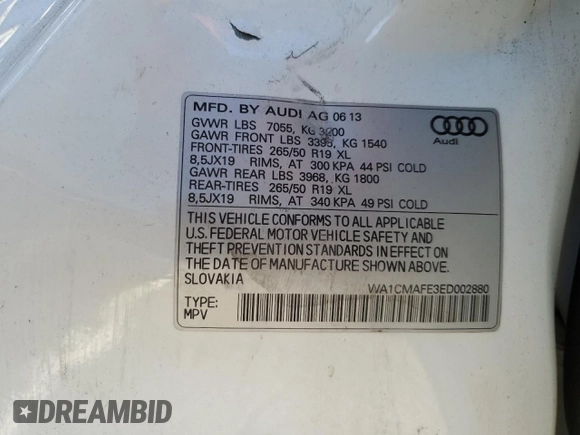 MFD. BY AUDI AG 06 13
GVWR LBS 7055, KG 3200
GAWR FRONT LBS 3395, KG 1540
FRONT-TIRES 265/50 R19 XL
8,5JX19 RIMS, AT 300 KPA 44 PSI COLD
GAWR REAR LBS 3968, KG 1800
REAR-TIRES 265/50 R19 XL
8,5JX19 RIMS, AT 340 KPA 49 PSI COLD
Audi
THIS VEHICLE CONFORMS TO ALL APPLICABLE
U.S. FEDERAL MOTOR VEHICLE SAFETY AND
THEFT PREVENTION STANDARDS IN EFFECT ON
THE DATE OF MANUFACTURE SHOWN ABOVE.
SLOVAKIA
WA1CMAFE3ED002880
TYPE:
MPV
DREAMBID